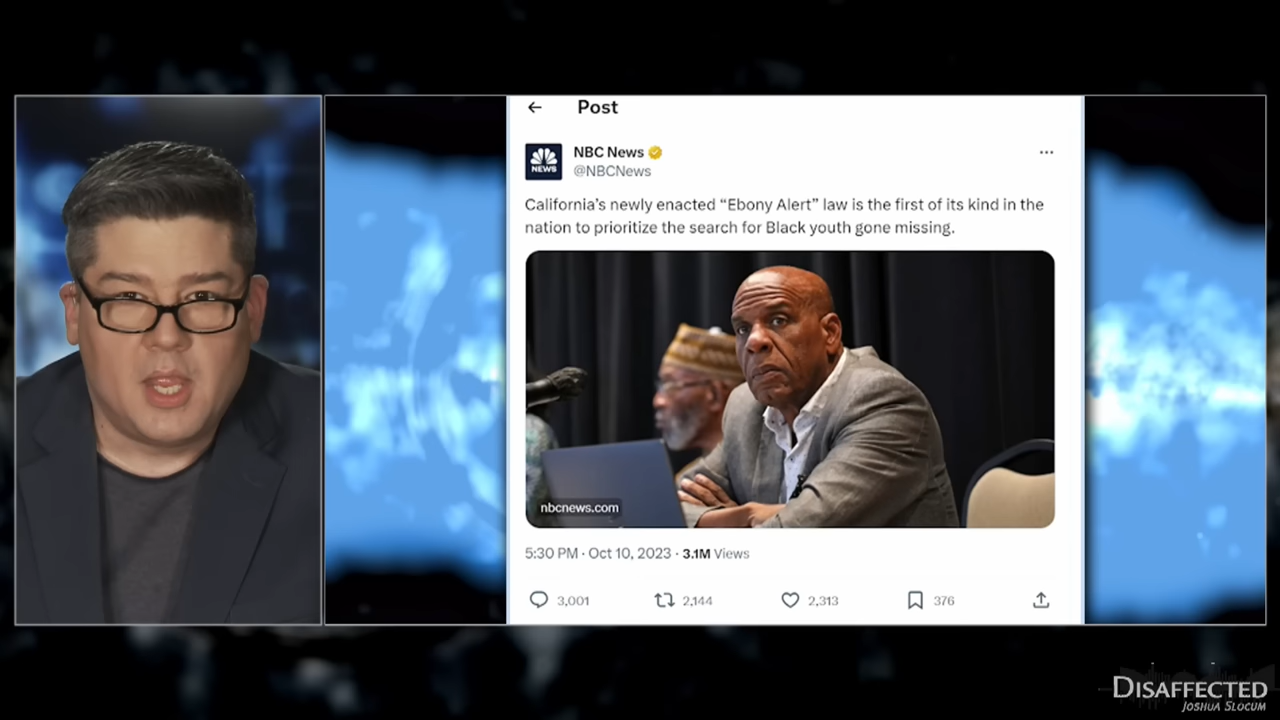 Post
NBC News
@NBCNews
NEWS
California's newly enacted “Ebony Alert” law is the first of its kind in the
nation to prioritize the search for Black youth gone missing.
nbcnews.com
5:30 PM · Oct 10, 2023 · 3.1M Views
3,001 2,144 2,313 376
DISAFFECTED
JOSHUA SLOCUM